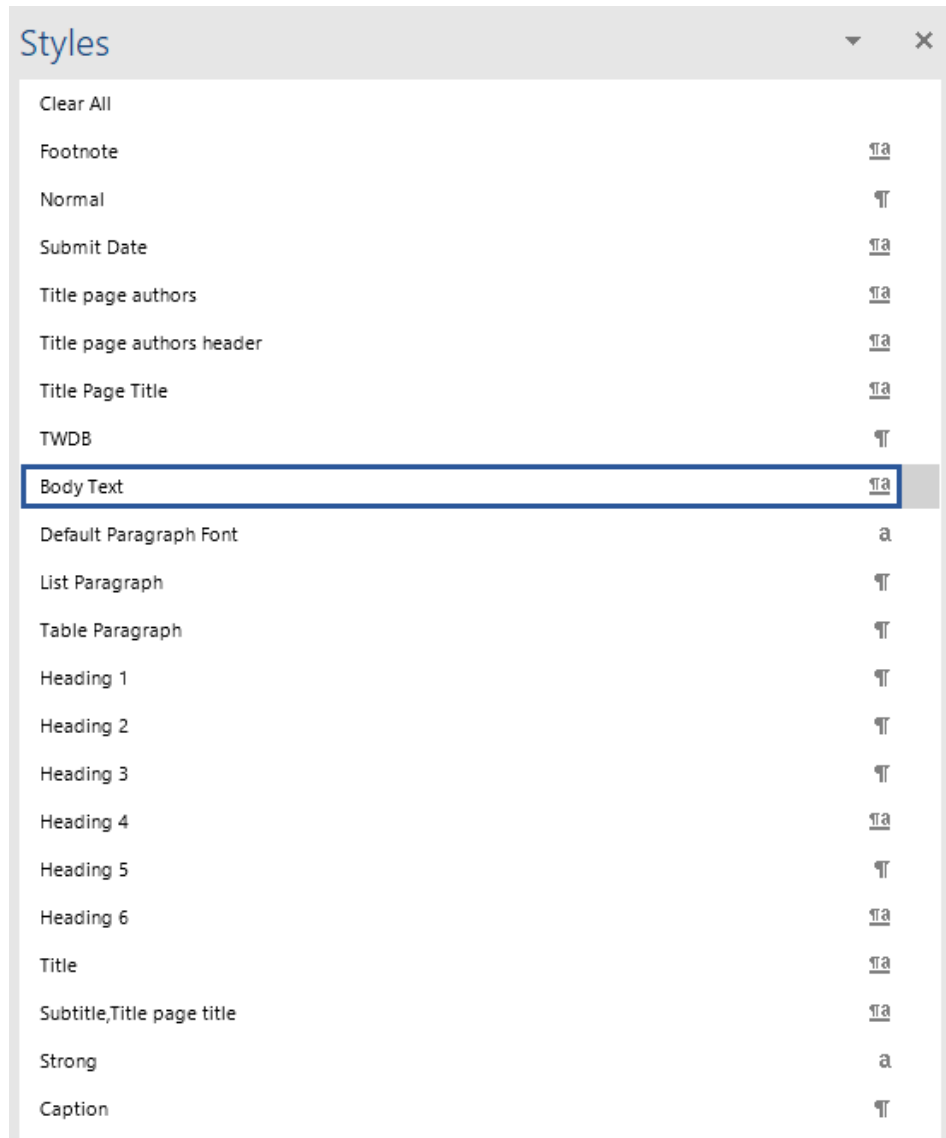 Styles
Clear All
Footnote ¶a
Normal ¶
Submit Date ¶a
Title page authors ¶a
Title page authors header ¶a
Title Page Title ¶a
TWDB ¶
Body Text ¶a
Default Paragraph Font a
List Paragraph ¶
Table Paragraph ¶
Heading 1 ¶
Heading 2 ¶
Heading 3 ¶
Heading 4 ¶a
Heading 5 ¶
Heading 6 ¶a
Title ¶a
Subtitle,Title page title ¶a
Strong a
Caption ¶